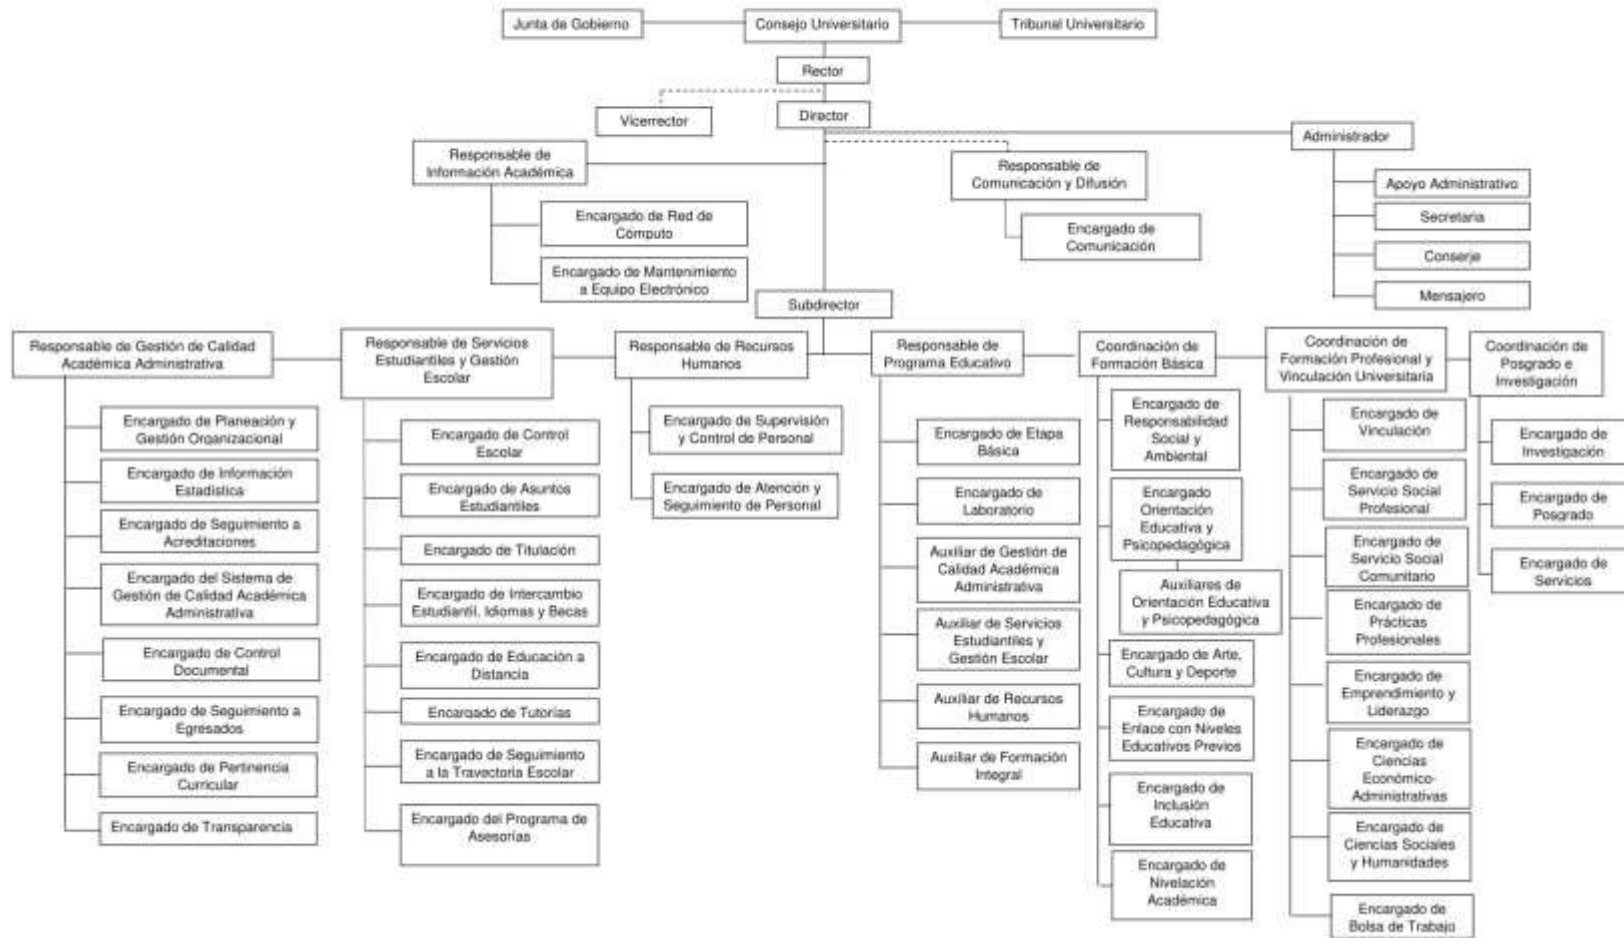 Junta de Gobierno
Consejo Universitario
Tribunal Universitario
Rector
Vicerrector
Director
Administrador
Responsable de
Información Académica
Responsable de
Comunicación y Difusión
Apoyo Administrativo
Secretaria
Conserje
Mensajero
Encargado de Red de
Cómputo
Encargado de
Comunicación
Encargado de Mantenimiento
a Equipo Electrónico
Subdirector
Responsable de Gestión de Calidad
Académica Administrativa
Encargado de Planeación y
Gestión Organizacional
Encargado de Información
Estadística
Encargado de Seguimiento a
Acreditaciones
Encargado del Sistema de
Gestión de Calidad Académica
Administrativa
Encargado de Control
Documental
Encargado de Seguimiento a
Egresados
Encargado de Pertinencia
Curricular
Encargado de Transparencia
Responsable de Servicios
Estudiantiles y Gestión
Escolar
Encargado de Control
Escolar
Encargado de Asuntos
Estudiantiles
Encargado de Titulación
Encargado de Intercambio
Estudiantil, Idiomas y Becas
Encargado de Educación a
Distancia
Encargado de Tutorías
Encargado de Seguimiento
a la Trayectoria Escolar
Encargado del Programa de
Asesorías
Responsable de Recursos
Humanos
Encargado de Supervisión
y Control de Personal
Encargado de Atención y
Seguimiento de Personal
Responsable de
Programa Educativo
Encargado de Etapa
Básica
Encargado de
Laboratorio
Auxiliar de Gestión de
Calidad Académica
Administrativa
Auxiliar de Servicios
Estudiantiles y
Gestión Escolar
Auxiliar de Recursos
Humanos
Auxiliar de Formación
Integral
Coordinación de
Formación Básica
Encargado de
Responsabilidad
Social y
Ambiental
Encargado
Orientación
Educativa y
Psicopedagógica
Auxiliares de
Orientación Educativa
y Psicopedagógica
Encargado de Arte,
Cultura y Deporte
Encargado de
Enlace con Niveles
Educativos Previos
Encargado de
Inclusión
Educativa
Encargado de
Nivelación
Académica
Coordinación de
Formación Profesional y
Vinculación Universitaria
Encargado de
Vinculación
Encargado de
Servicio Social
Profesional
Encargado de
Servicio Social
Comunitario
Encargado de
Prácticas
Profesionales
Encargado de
Emprendimiento y
Liderazgo
Encargado de
Ciencias
Económico-
Administrativas
Encargado de
Ciencias Sociales
y Humanidades
Encargado de
Bolsa de Trabajo
Coordinación de
Posgrado e
Investigación
Encargado de
Investigación
Encargado de
Posgrado
Encargado de
Servicios